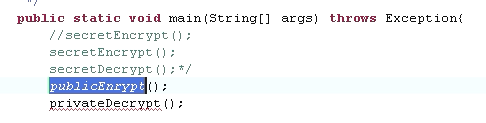 */
public static void main(String[] args) throws Exception{
//secretEncrypt();
secretEncrypt();
secretDecrypt();*/
publicEnrypt();
privateDecrypt();